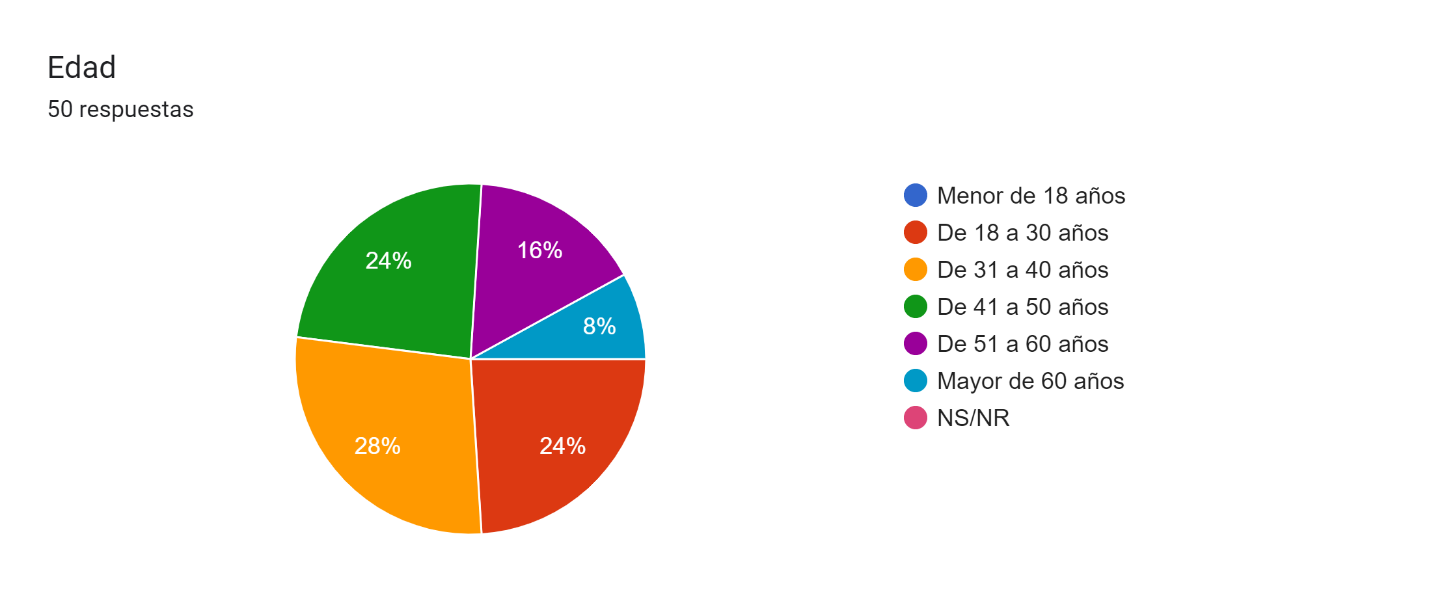 Edad
50 respuestas
24%
16%
8%
28%
24%
Menor de 18 años
De 18 a 30 años
De 31 a 40 años
De 41 a 50 años
De 51 a 60 años
Mayor de 60 años
NS/NR